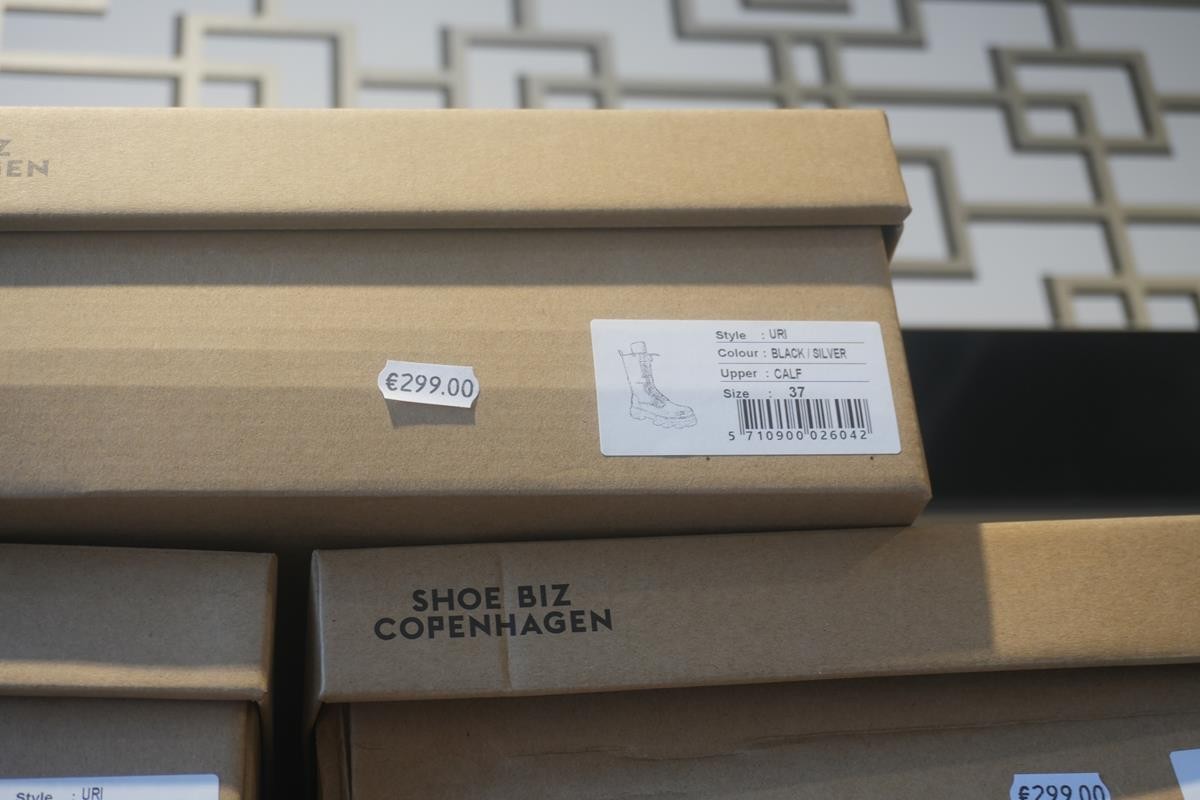 GEN
€299.00
Style : URI
Colour : BLACK / SILVER
Upper : CALF
Size : 37
5 710900 026042
SHOE BIZ
COPENHAGEN
Style : URI
€299.00